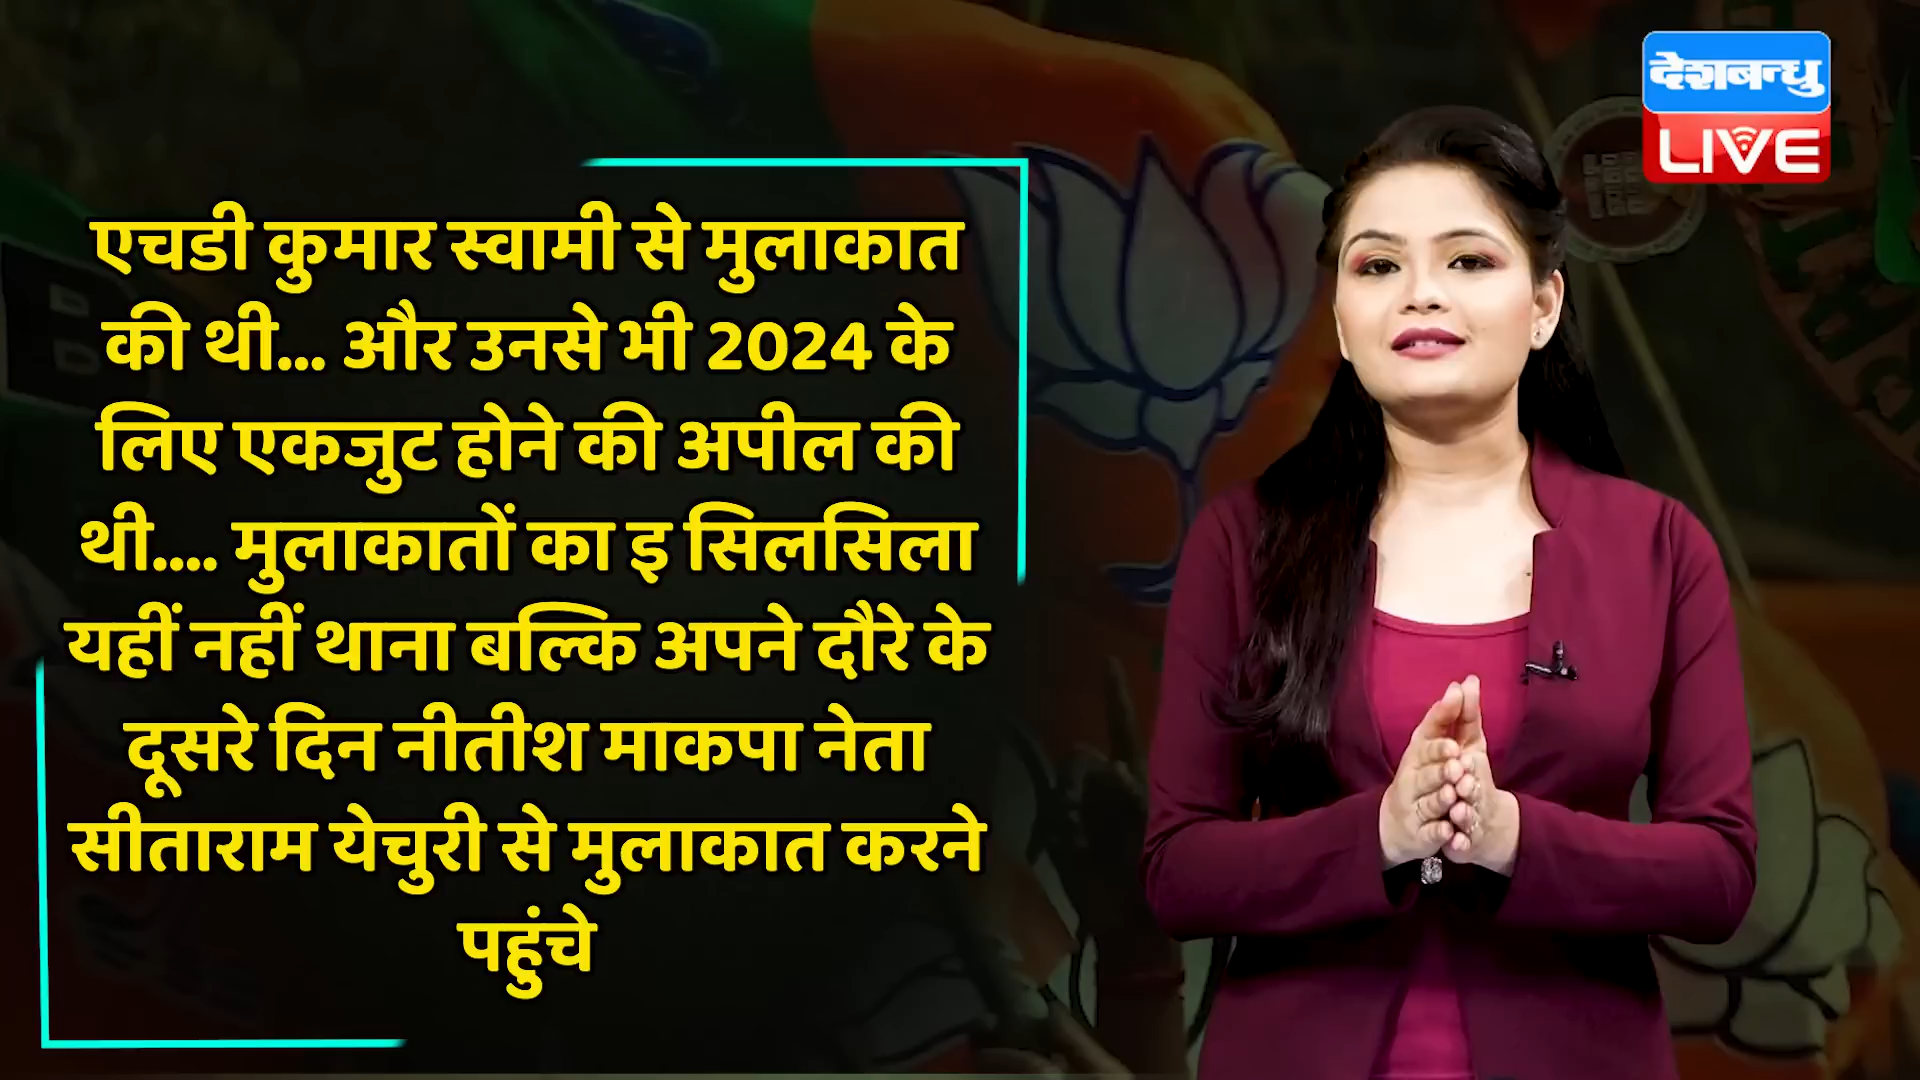 देशबन्धु
LIVE
एचडी कुमार स्वामी से मुलाकात
की थी... और उनसे भी 2024 के
लिए एकजुट होने की अपील की
थी.... मुलाकातों का इ सिलसिला
यहीं नहीं थाना बल्कि अपने दौरे के
दूसरे दिन नीतीश माकपा नेता
सीताराम येचुरी से मुलाकात करने
पहुंचे